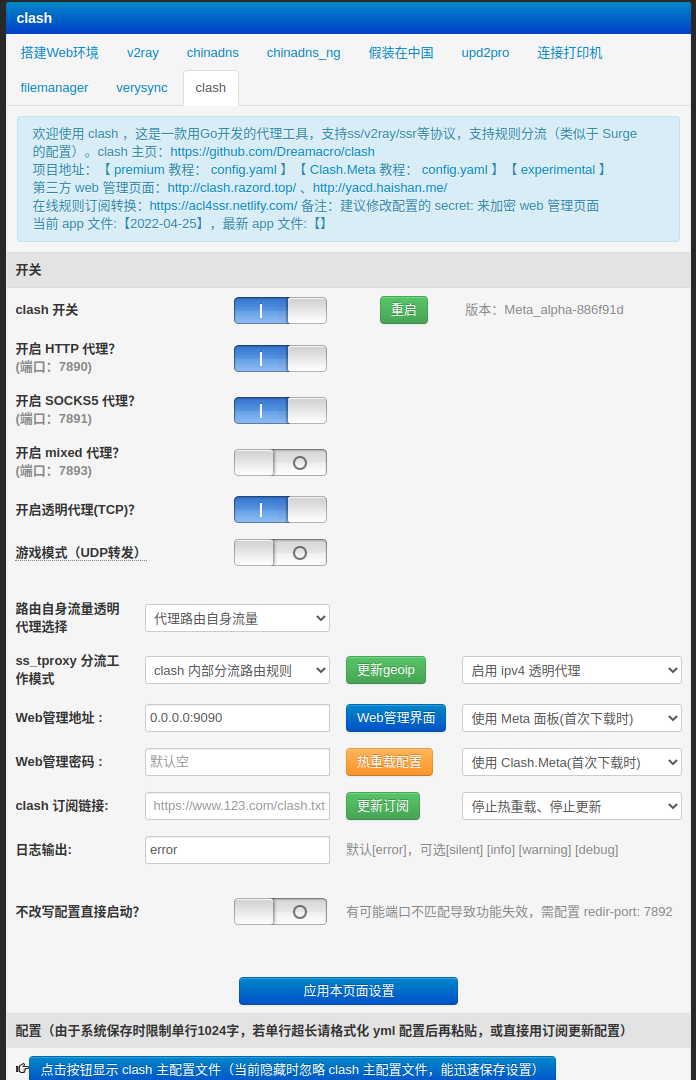 clash
搭建Web环境 v2ray chinadns chinadns_ng 假装在中国 upd2pro 连接打印机
filemanager verysync clash
欢迎使用 clash ，这是一款用Go开发的代理工具，支持ss/v2ray/ssr等协议，支持规则分流（类似于 Surge
的配置）。clash 主页：https://github.com/Dreamacro/clash
项目地址：【 premium 教程： config.yaml 】【 Clash.Meta 教程： config.yaml 】【 experimental 】
第三方 web 管理页面：http://clash.razord.top/ 、http://yacd.haishan.me/
在线规则订阅转换：https://acl4ssr.netlify.com/ 备注：建议修改配置的 secret: 来加密 web 管理页面
当前 app 文件:【2022-04-25】，最新 app 文件:【】
开关
clash 开关 重启 版本：Meta_alpha-886f91d
开启 HTTP 代理？
(端口：7890)
开启 SOCKS5 代理？
(端口：7891)
开启 mixed 代理？
(端口：7893)
开启透明代理(TCP)？
游戏模式（UDP转发）
路由自身流量透明
代理选择 代理路由自身流量
ss_tproxy 分流工
作模式 clash 内部分流路由规则 更新geoip 启用 ipv4 透明代理
Web管理地址 : 0.0.0.0:9090 Web管理界面 使用 Meta 面板(首次下载时)
Web管理密码 : 默认空 热重载配置 使用 Clash.Meta(首次下载时)
clash 订阅链接: https://www.123.com/clash.txt 更新订阅 停止热重载、停止更新
日志输出: error 默认[error]，可选[silent] [info] [warning] [debug]
不改写配置直接启动？ 有可能端口不匹配导致功能失效，需配置 redir-port: 7892
应用本页面设置
配置（由于系统保存时限制单行1024字，若单行超长请格式化 yml 配置后再粘贴，或直接用订阅更新配置）
点击按钮显示 clash 主配置文件（当前隐藏时忽略 clash 主配置文件，能迅速保存设置）